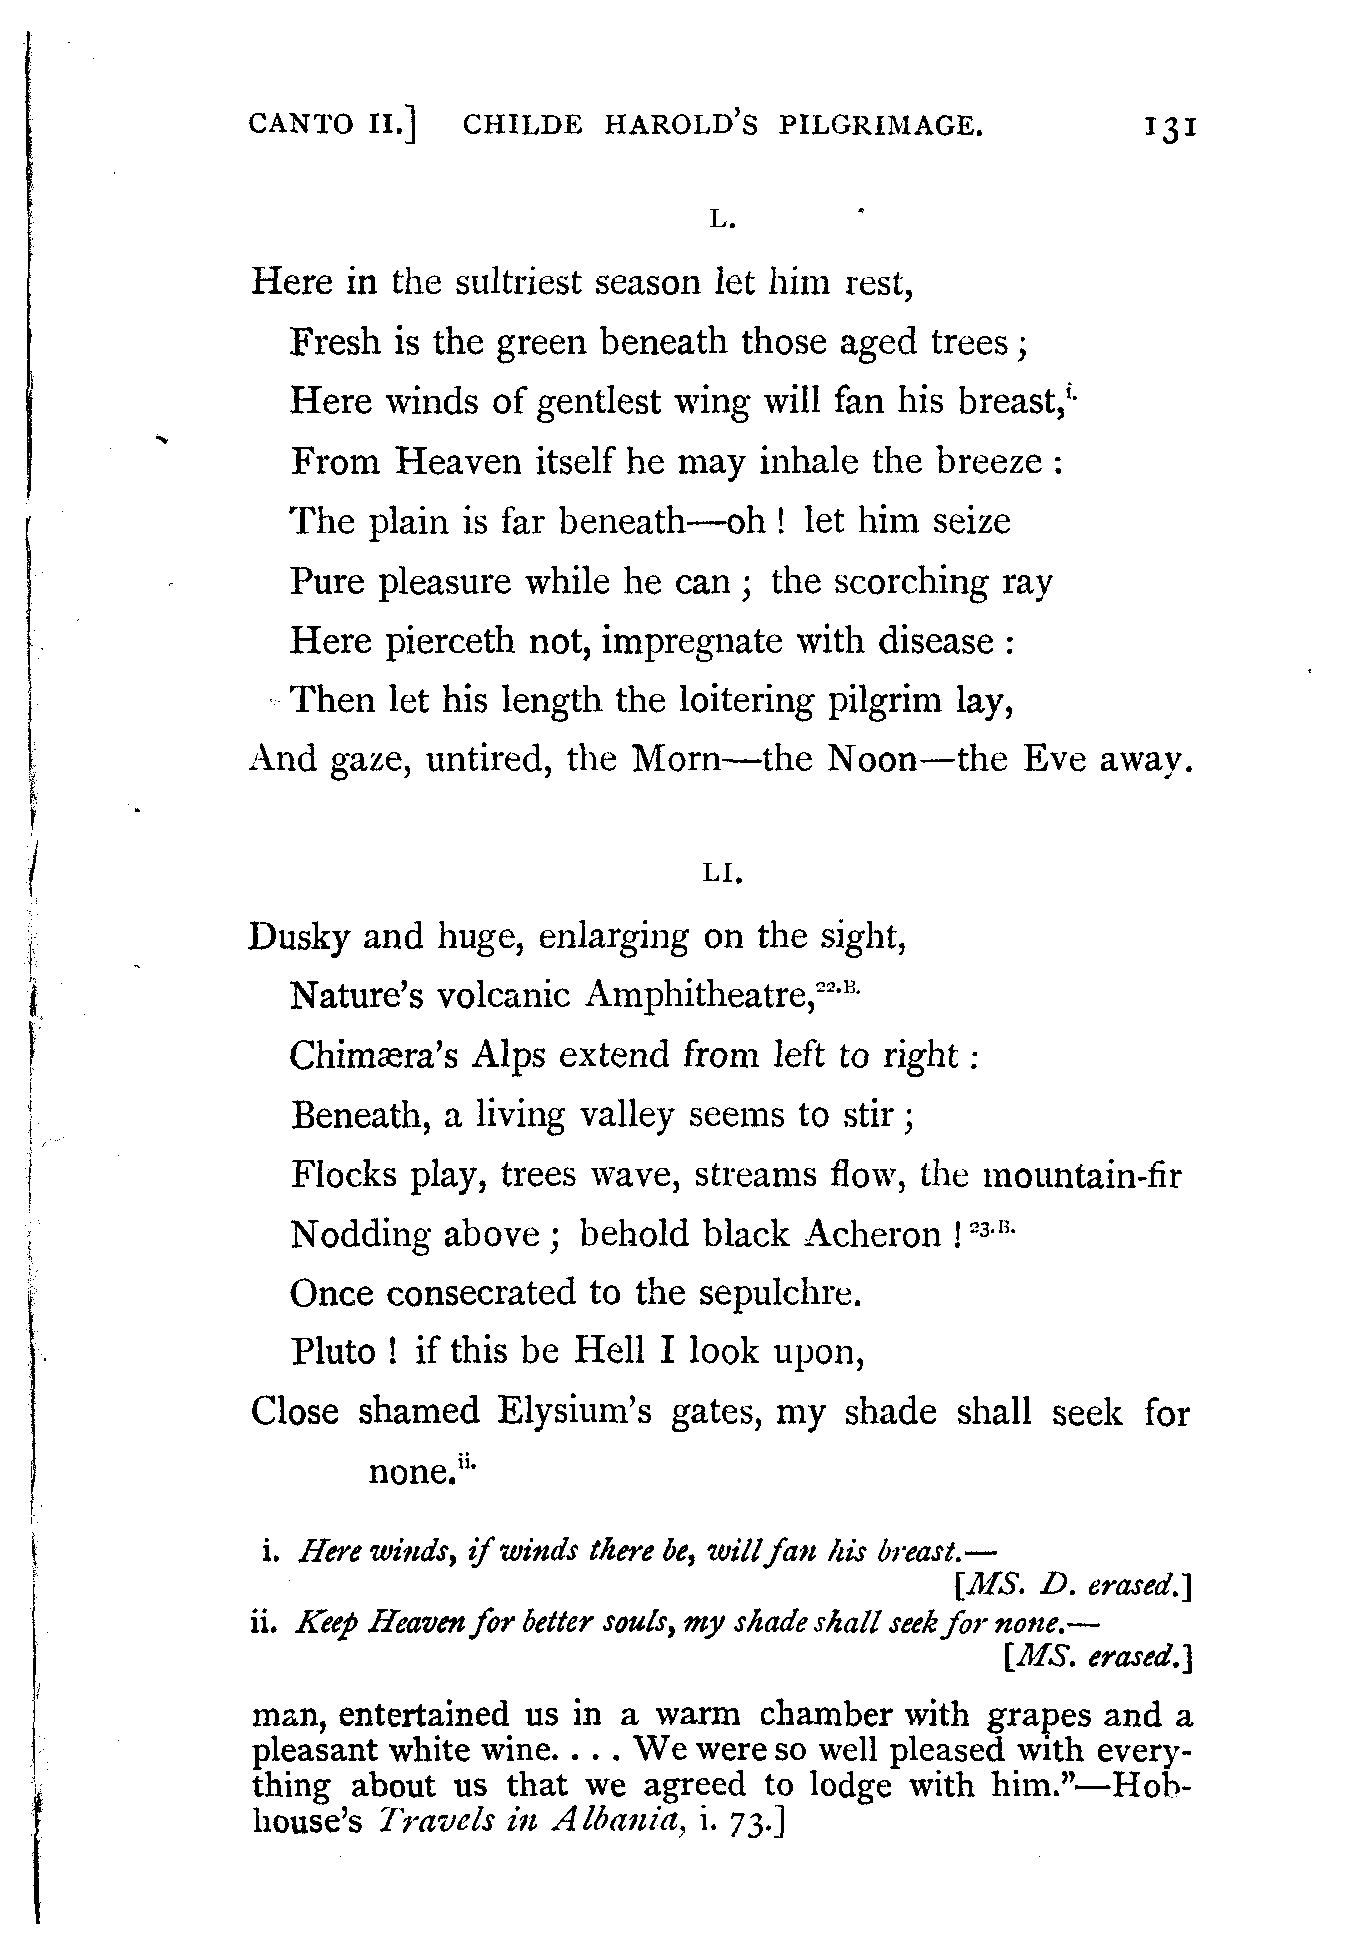 CANTO II.] CHILDE HAROLD'S PILGRIMAGE. 131
L.
Here in the sultriest season let him rest,
Fresh is the green beneath those aged trees;
Here winds of gentlest wing will fan his breast,i.
From Heaven itself he may inhale the breeze :
The plain is far beneath—oh ! let him seize
Pure pleasure while he can ; the scorching ray
Here pierceth not, impregnate with disease :
Then let his length the loitering pilgrim lay,
And gaze, untired, the Morn—the Noon—the Eve away.
LI.
Dusky and huge, enlarging on the sight,
Nature's volcanic Amphitheatre,22.B.
Chimæra's Alps extend from left to right :
Beneath, a living valley seems to stir ;
Flocks play, trees wave, streams flow, the mountain-fir
Nodding above ; behold black Acheron ! 23.B.
Once consecrated to the sepulchre.
Pluto ! if this be Hell I look upon,
Close shamed Elysium's gates, my shade shall seek for
none.ii.
i. Here winds, if winds there be, will fan his breast.—
[MS. D. erased.]
ii. Keep Heaven for better souls, my shade shall seek for none.—
[MS. erased.]
man, entertained us in a warm chamber with grapes and a
pleasant white wine. . . . We were so well pleased with every-
thing about us that we agreed to lodge with him."—Hob-
house's Travels in Albania, i. 73.]